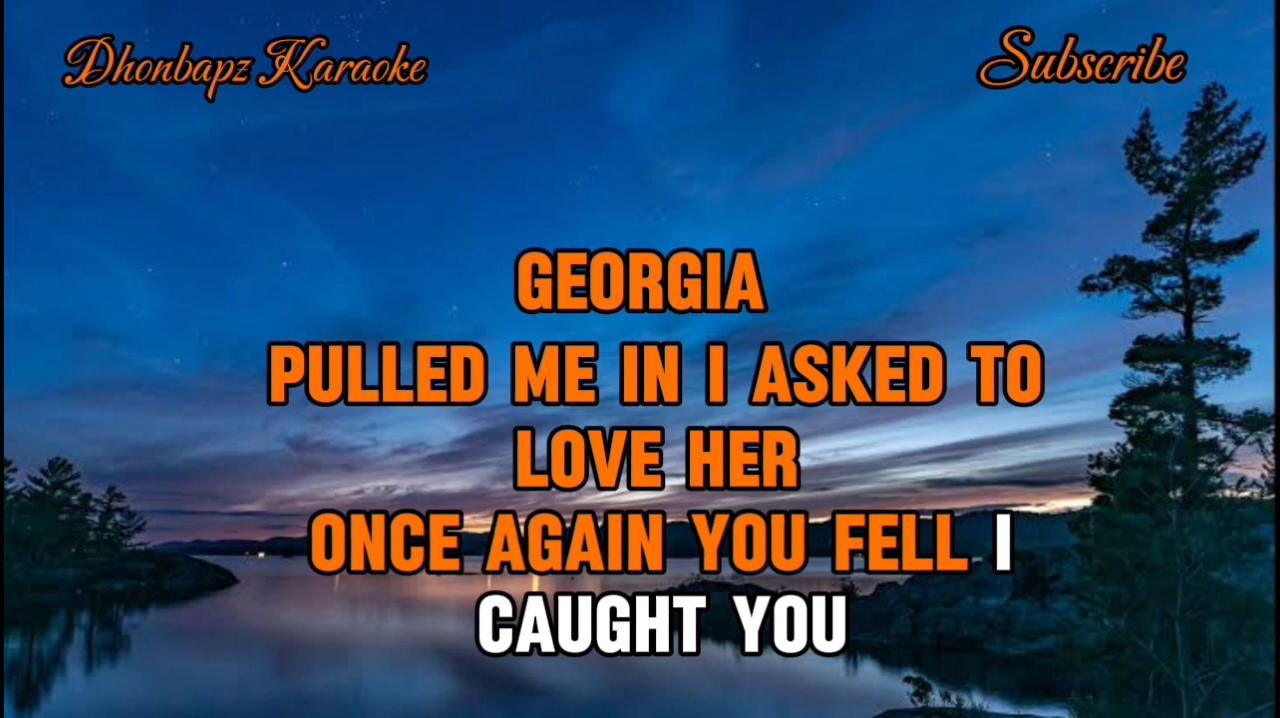 Dhonbapz Karaoke
Subscribe
GEORGIA
PULLED ME IN I ASKED TO
LOVE HER
ONCE AGAIN YOU FELL I
CAUGHT YOU